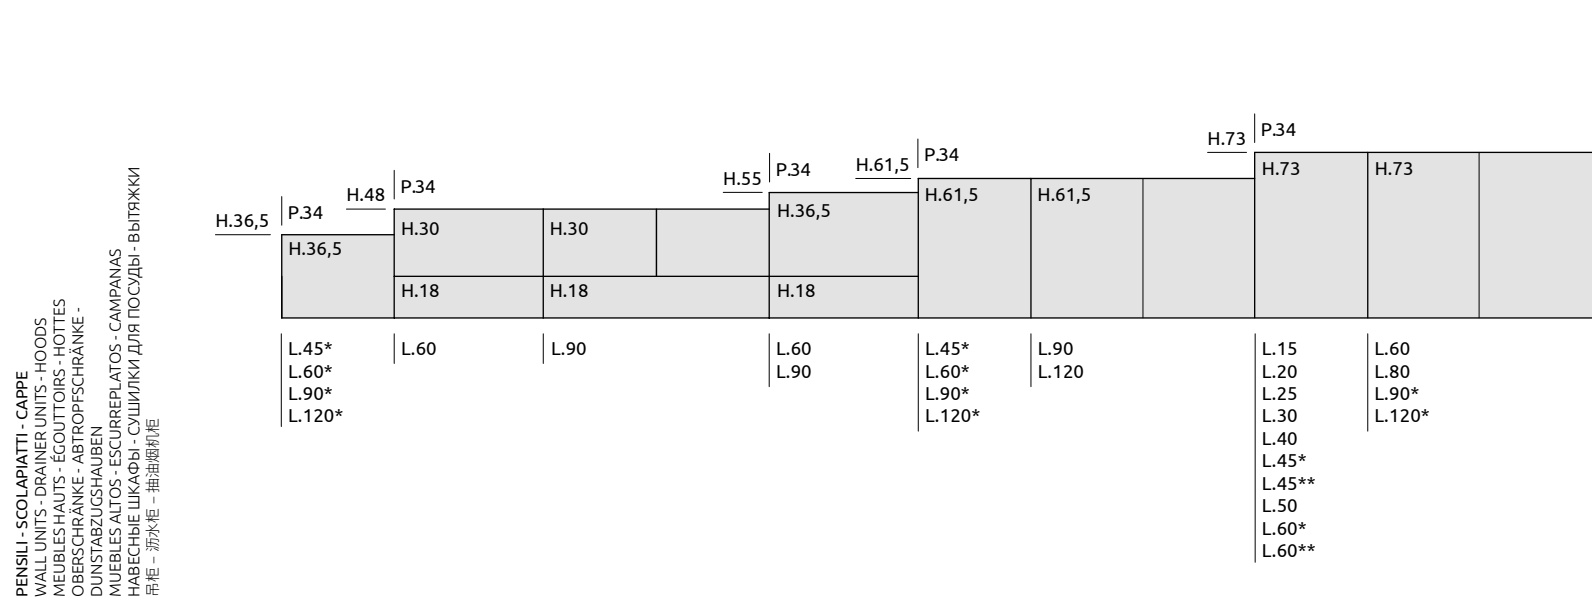 PENSILI - SCOLAPIATTI - CAPPE
WALL UNITS - DRAINER UNITS - HOODS
MEUBLES HAUTS - ÉGOUTTOIRS - HOTTES
OBERSCHRÄNKE - ABTROPFSCHRÄNKE -
DUNSTABZUGSHAUBEN
MUEBLES ALTOS - ESCURREPLATOS - CAMPANAS
НАВЕСНЫЕ ШКАФЫ - СУШИЛКИ ДЛЯ ПОСУДЫ - ВЫТЯЖКИ
吊柜 – 沥水柜 – 抽油烟机柜
H.36,5
P.34
H.36,5
L.45*
L.60*
L.90*
L.120*
H.48
P.34
H.30
H.18
L.60
H.30
H.18
L.90
H.55
P.34
H.36,5
H.18
L.60
L.90
H.61,5
P.34
H.61,5
L.45*
L.60*
L.90*
L.120*
H.61,5
L.90
L.120
H.73
P.34
H.73
L.15
L.20
L.25
L.30
L.40
L.45*
L.45**
L.50
L.60*
L.60**
H.73
L.60
L.80
L.90*
L.120*